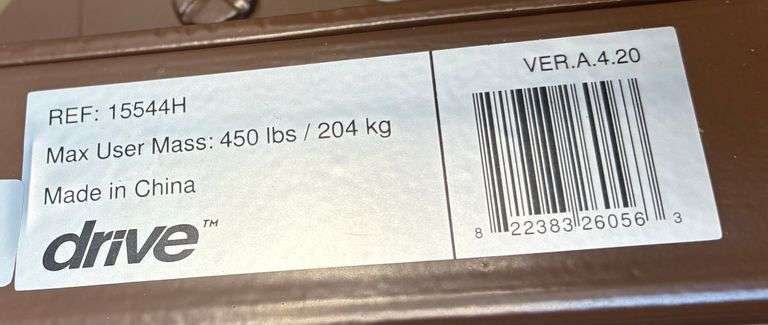 REF: 15544H
Max User Mass: 450 lbs / 204 kg
Made in China
drive™
VER.A.4.20
8 22383 26056 3